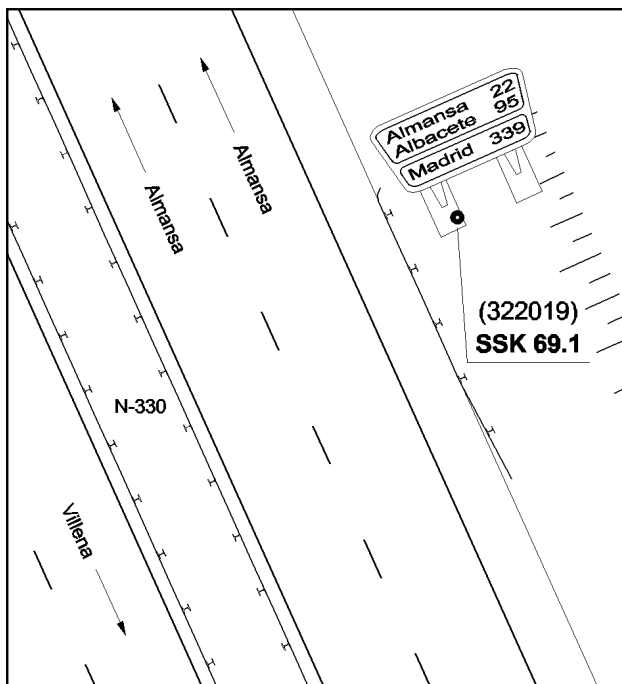 Almansa 22
Albacete 95
Madrid 339
Almansa
Almansa
(322019)
SSK 69.1
N-330
Villena